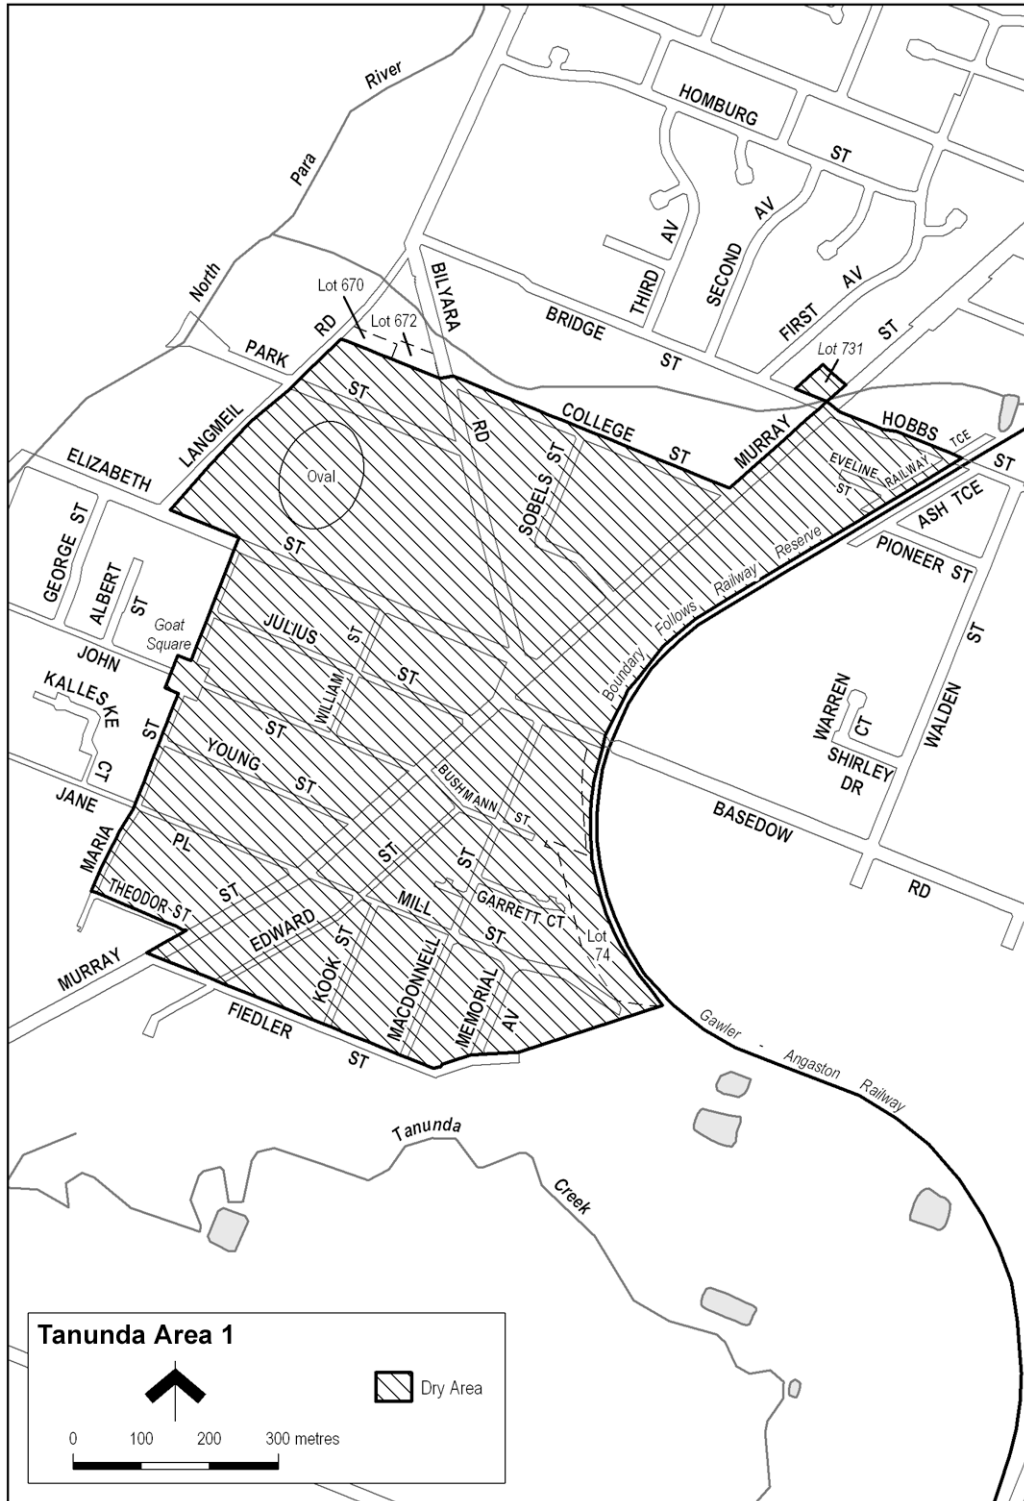 River
HOMBURG
ST
Para
AV
AV
North
THIRD
SECOND
AV
FIRST
BILYARA
RD
Lot 670
Lot 672
RD
BRIDGE
ST
ST
Lot 731
PARK
ST
COLLEGE
ST
HOBBS
TCE
ST
LANGMEIL
SOBELS ST
MURRAY
EVELINE
ST
RAILWAY
ELIZABETH
Oval
ASH TCE
GEORGE ST
ST
Reserve
PIONEER ST
ALBERT
ST
Railway
Goat
Square
JULIUS
ST
Follows
ST
JOHN
ST
Boundary
KALLESKE
CT
WILLIAM
ST
WARREN
CT
WALDEN
ST
YOUNG
ST
BUSHMANN
ST
SHIRLEY
DR
JANE
PL
BASEDOW
RD
MARIA
ST
ST
THEODOR ST
ST
MILL
ST
GARRETT CT
EDWARD
Lot
74
MURRAY
KOOK ST
MACDONNELL
MEMORIAL
AV
FIEDLER
ST
Gawler - Angaston Railway
Tanunda
Creek
Tanunda Area 1
Dry Area
0 100 200 300 metres